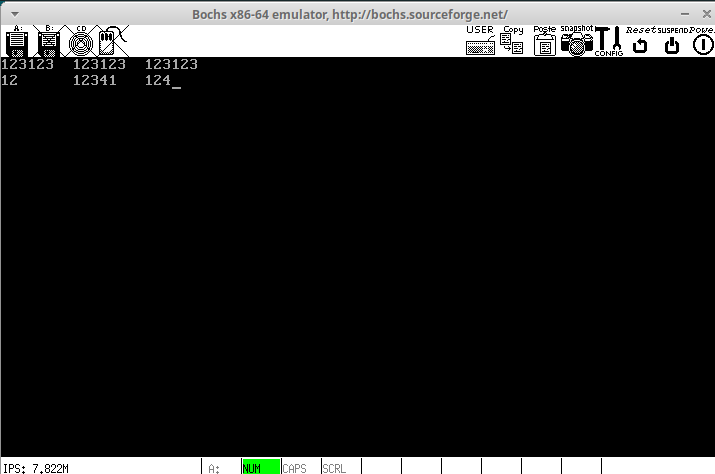 Bochs x86-64 emulator, http://bochs.sourceforge.net/
A: B: CD USER Copy Paste snapshot CONFIG Reset SUSPEND Power
123123 123123 123123
12 12341 124_
IPS: 7.822M A: NUM CAPS SCRL